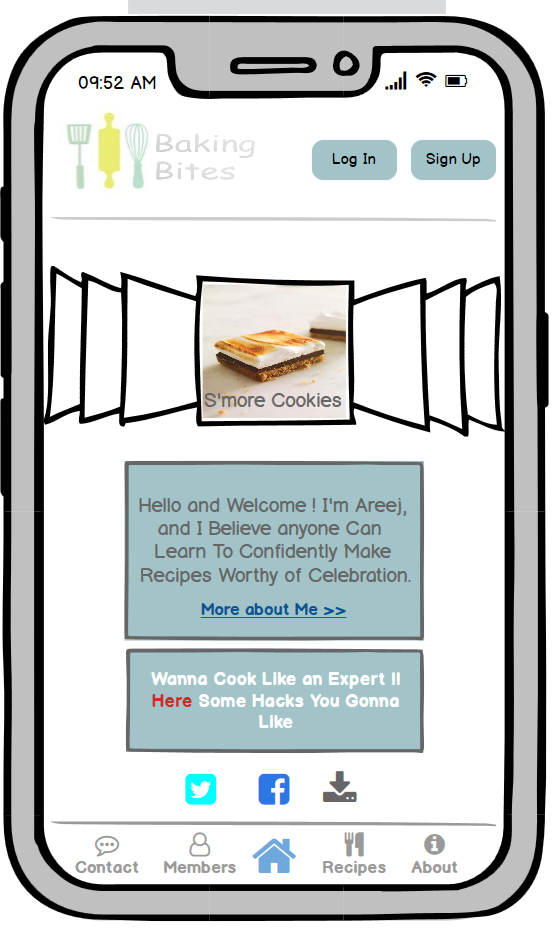 09:52 AM
Baking
Bites
Log In
Sign Up
S'more Cookies
Hello and Welcome ! I'm Areej,
and I Believe anyone Can
Learn To Confidently Make
Recipes Worthy of Celebration.
More about Me >>
Wanna Cook Like an Expert !!
Here Some Hacks You Gonna
Like
Contact
Members
Recipes
About